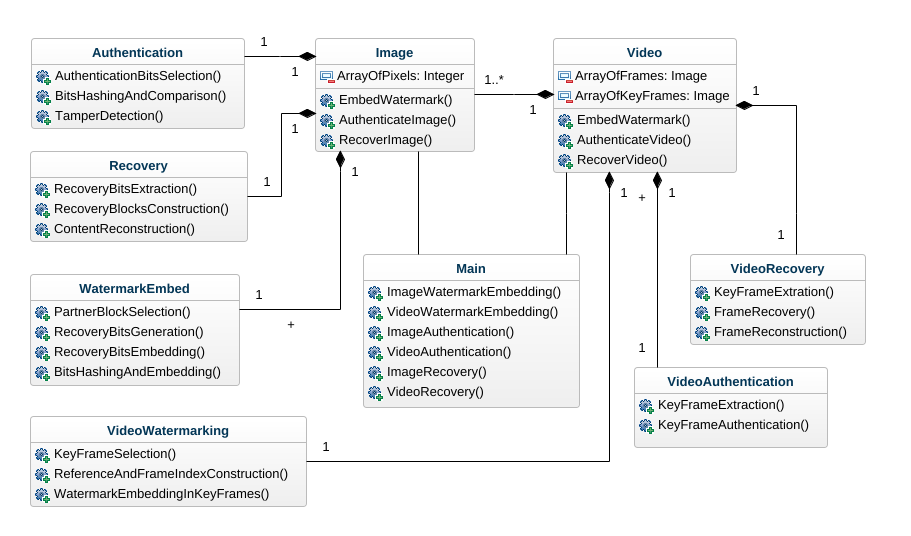 Authentication
AuthenticationBitsSelection()
BitsHashingAndComparison()
TamperDetection()
1
1
Image
ArrayOfPixels: Integer
EmbedWatermark()
AuthenticateImage()
RecoverImage()
1..*
1
Video
ArrayOfFrames: Image
ArrayOfKeyFrames: Image
EmbedWatermark()
AuthenticateVideo()
RecoverVideo()
1
1
Recovery
RecoveryBitsExtraction()
RecoveryBlocksConstruction()
ContentReconstruction()
1
1
1
1
+
1
WatermarkEmbed
PartnerBlockSelection()
RecoveryBitsGeneration()
RecoveryBitsEmbedding()
BitsHashingAndEmbedding()
1
+
Main
ImageWatermarkEmbedding()
VideoWatermarkEmbedding()
ImageAuthentication()
VideoAuthentication()
ImageRecovery()
VideoRecovery()
VideoRecovery
KeyFrameExtration()
FrameRecovery()
FrameReconstruction()
1
VideoAuthentication
KeyFrameExtraction()
KeyFrameAuthentication()
VideoWatermarking
KeyFrameSelection()
ReferenceAndFrameIndexConstruction()
WatermarkEmbeddingInKeyFrames()
1